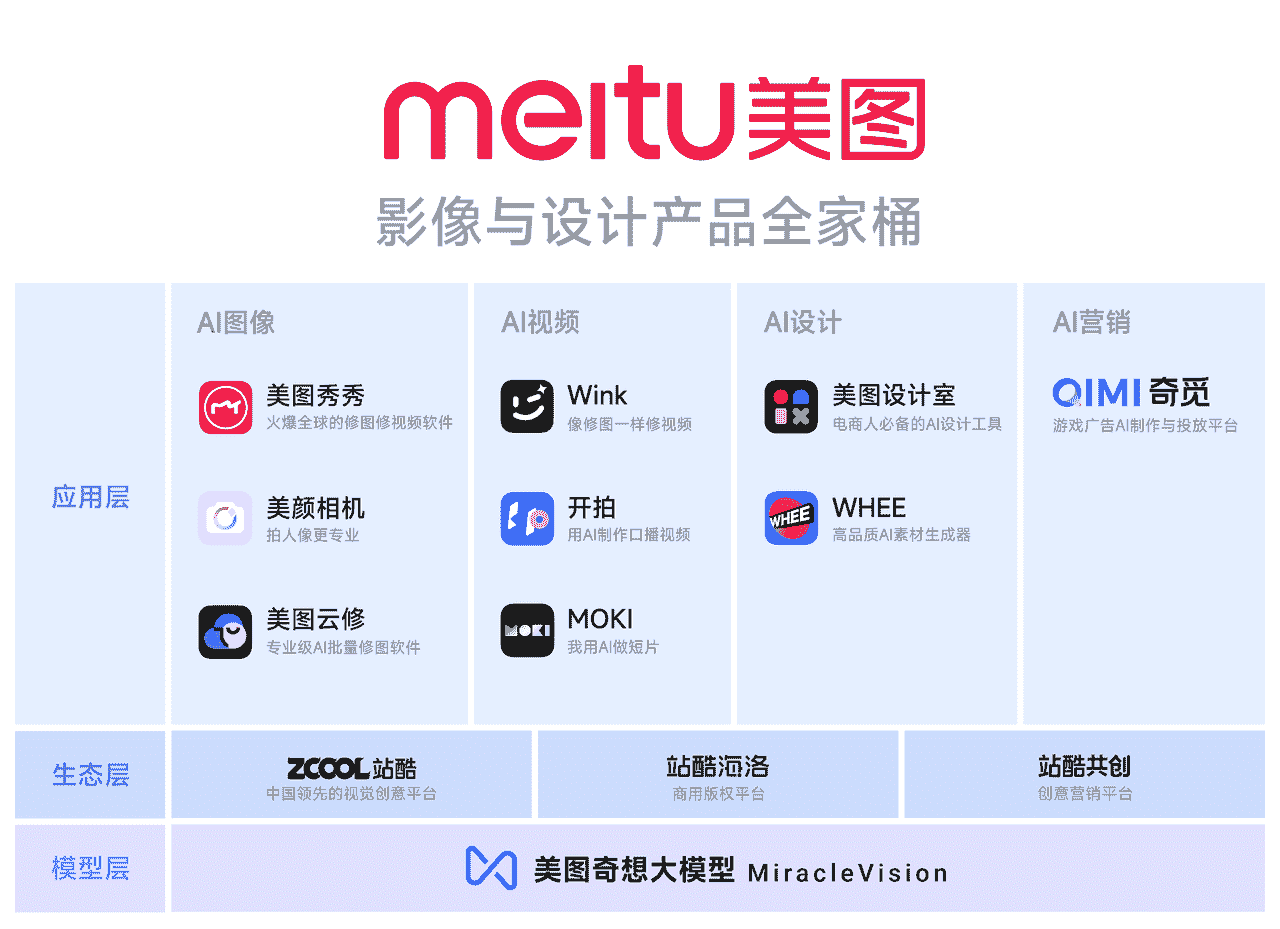 meitu美图
影像与设计产品全家桶
应用层
AI图像
美图秀秀
火爆全球的修图修视频软件
美颜相机
拍人像更专业
美图云修
专业级AI批量修图软件
AI视频
Wink
像修图一样修视频
开拍
用AI制作口播视频
MOKI
MOKI
我用AI做短片
AI设计
美图设计室
电商人必备的AI设计工具
WHEE
WHEE
高品质AI素材生成器
AI营销
QIMI 奇觅
游戏广告AI制作与投放平台
生态层
ZCOOL站酷
中国领先的视觉创意平台
站酷海洛
商用版权平台
站酷共创
创意营销平台
模型层
美图奇想大模型 MiracleVision